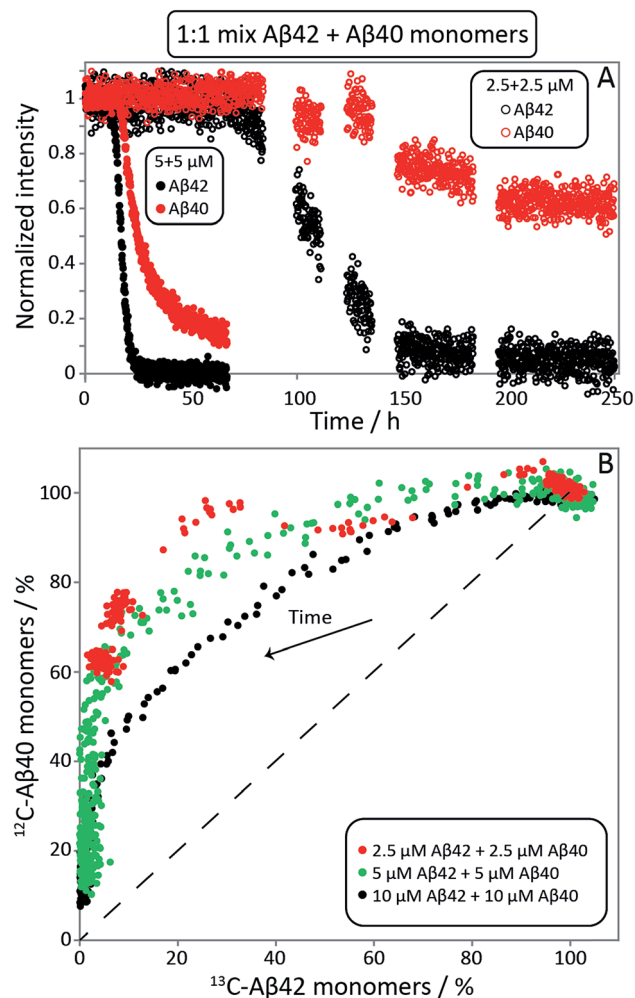 1:1 mix Aβ42 + Aβ40 monomers
A
Normalized intensity
1
0.8
0.6
0.4
0.2
0
5+5 μM
Aβ42
Aβ40
2.5+2.5 μM
Aβ42
Aβ40
0
50
100
150
200
250
Time / h
B
¹²C-Aβ40 monomers / %
100
80
60
40
20
0
Time
2.5 μM Aβ42 + 2.5 μM Aβ40
5 μM Aβ42 + 5 μM Aβ40
10 μM Aβ42 + 10 μM Aβ40
0
20
40
60
80
100
¹³C-Aβ42 monomers / %